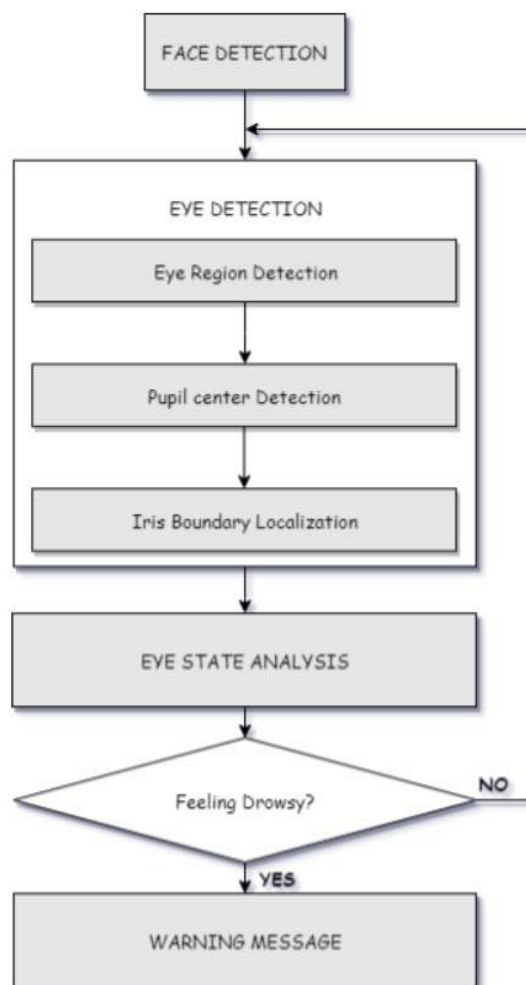 FACE DETECTION
EYE DETECTION
Eye Region Detection
Pupil center Detection
Iris Boundary Localization
EYE STATE ANALYSIS
Feeling Drowsy?
NO
YES
WARNING MESSAGE